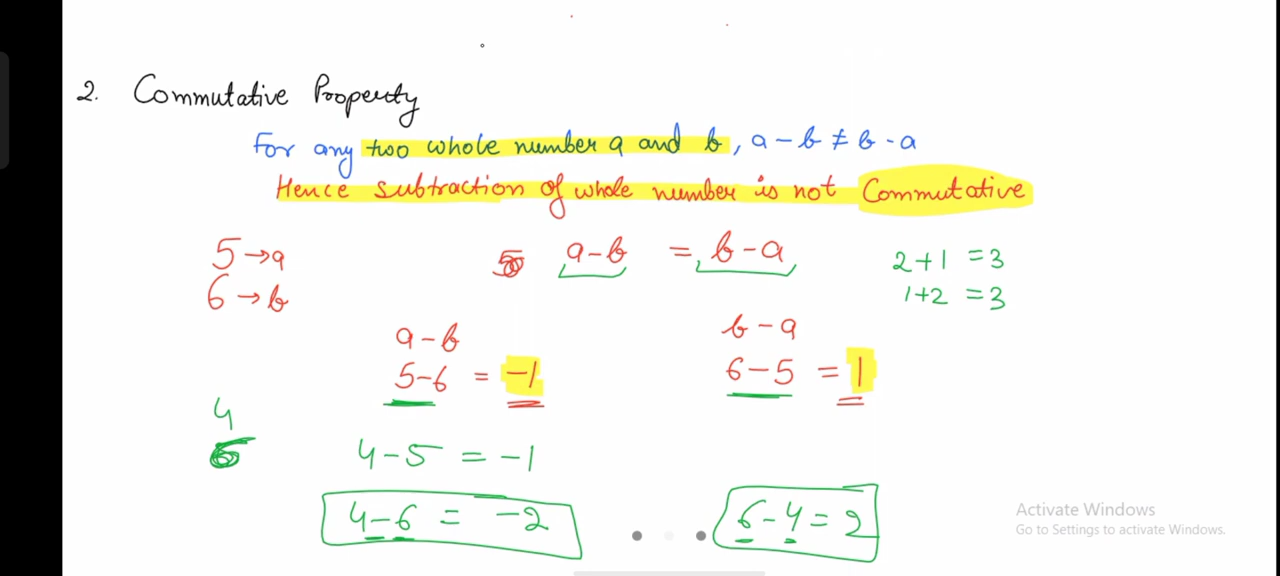 2. Commutative Property
For any two whole number a and b, a - b ≠ b - a
Hence subtraction of whole number is not Commutative
5 → a
6 → b
a - b = b - a
2 + 1 = 3
1 + 2 = 3
a - b
5 - 6 = -1
b - a
6 - 5 = 1
4
4 - 5 = -1
4 - 6 = -2
6 - 4 = 2
Activate Windows
Go to Settings to activate Windows.